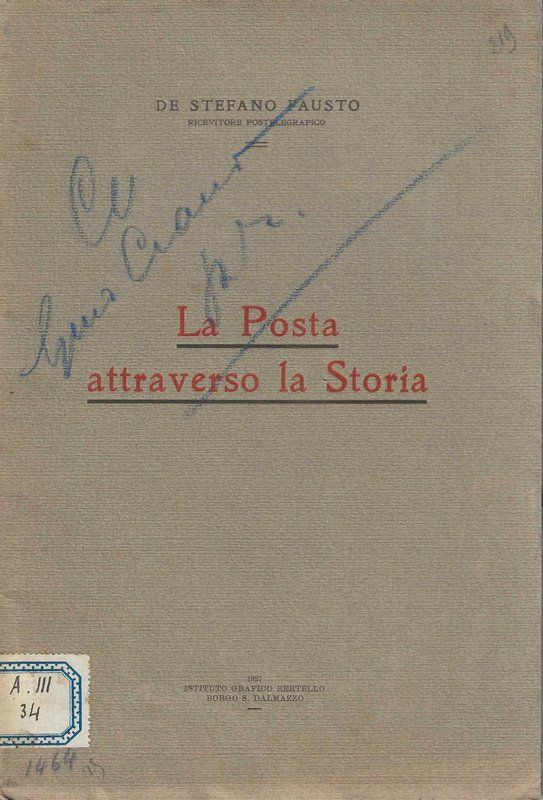 219
DE STEFANO FAUSTO
RICEVITORE POSTELEGRAFICO
La Posta
attraverso la Storia
1927
ISTITUTO GRAFICO BERTELLO
BORGO S. DALMAZZO
A. III
34
1464